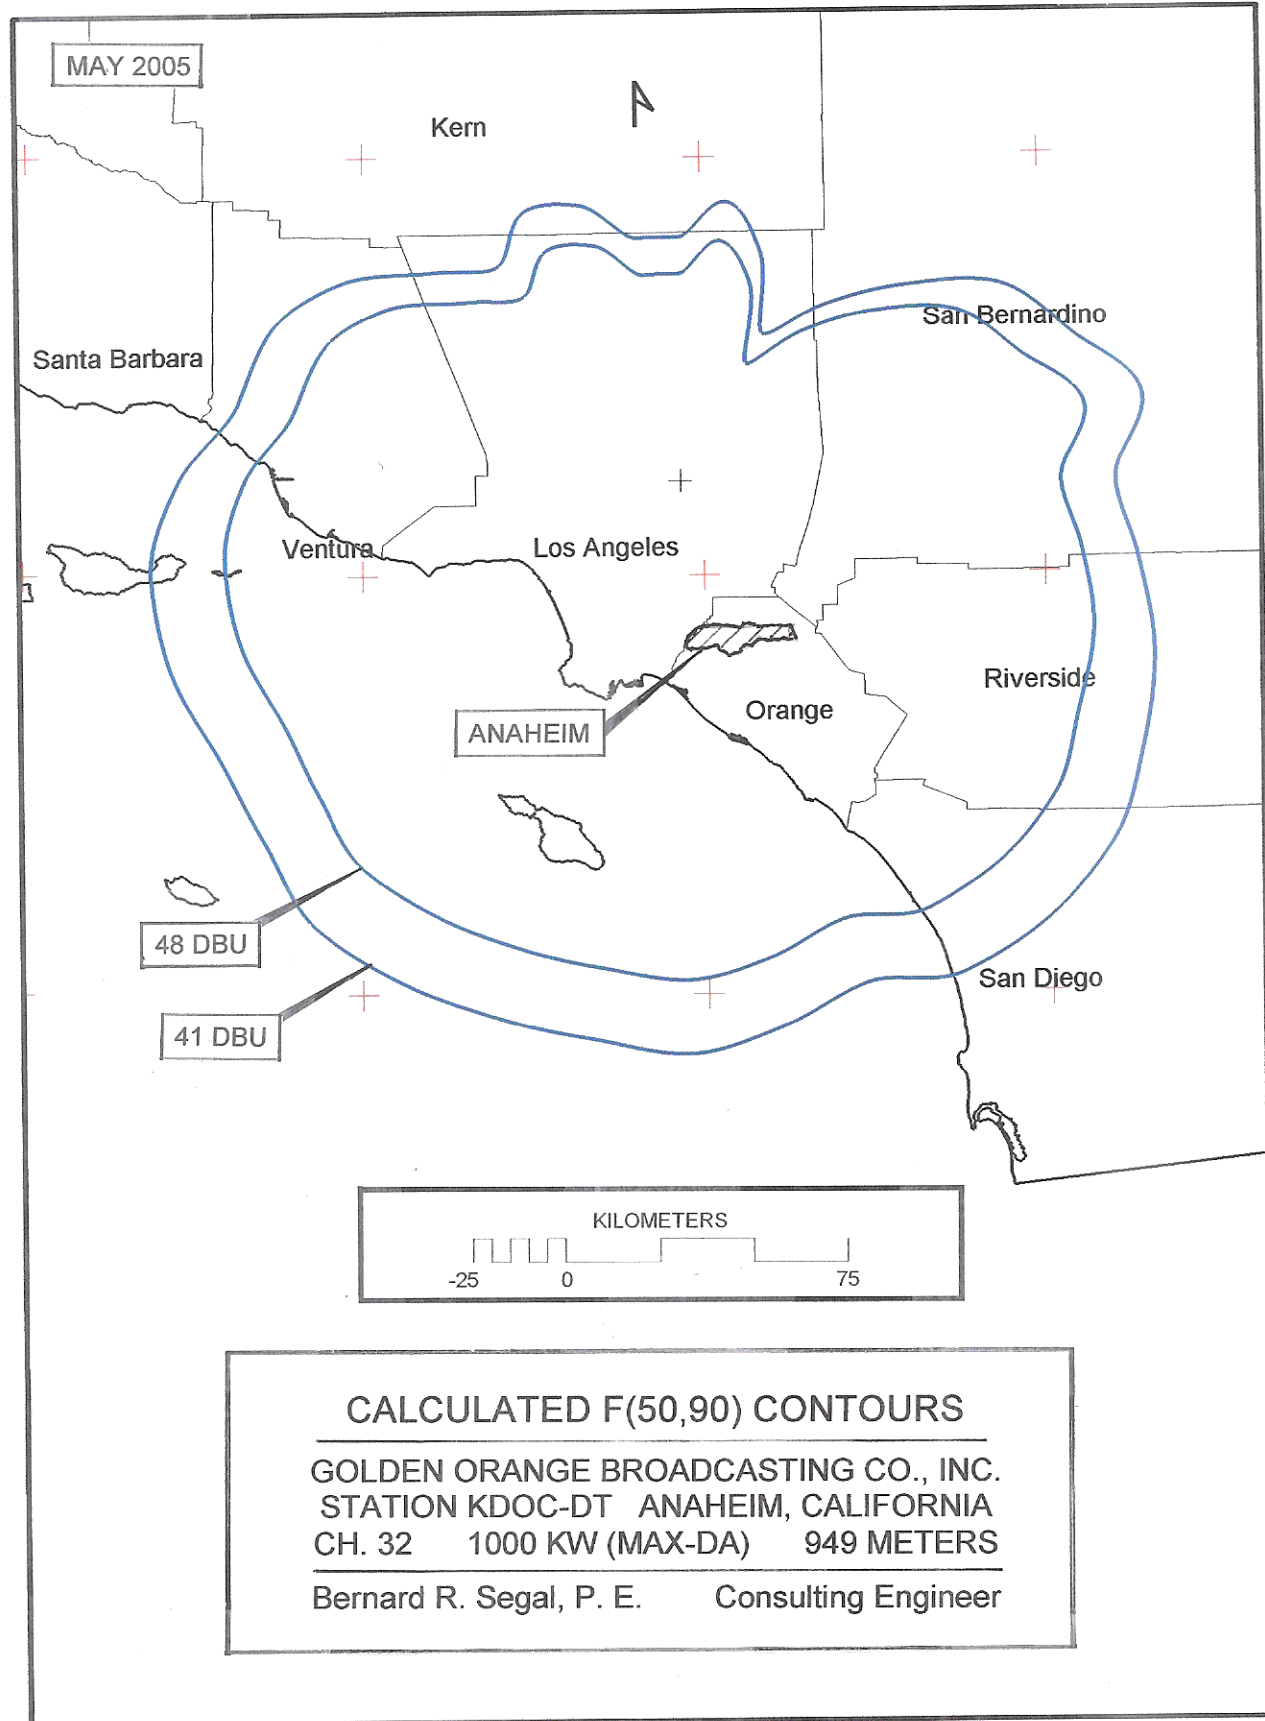 MAY 2005
Kern
San Bernardino
Santa Barbara
Ventura
Los Angeles
Riverside
Orange
ANAHEIM
48 DBU
San Diego
41 DBU
KILOMETERS
-25 0 75
CALCULATED F(50,90) CONTOURS
GOLDEN ORANGE BROADCASTING CO., INC.
STATION KDOC-DT ANAHEIM, CALIFORNIA
CH. 32 1000 KW (MAX-DA) 949 METERS
Bernard R. Segal, P. E. Consulting Engineer